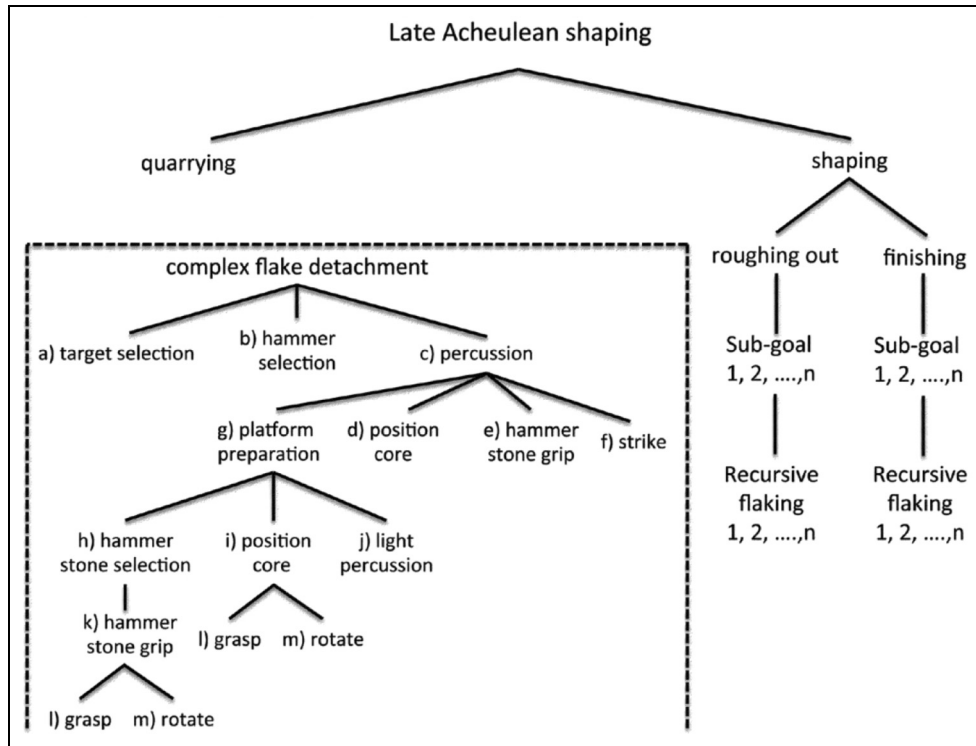 Late Acheulean shaping
quarrying
shaping
complex flake detachment
roughing out
finishing
a) target selection
b) hammer
selection
c) percussion
Sub-goal
1, 2, ....,n
Sub-goal
1, 2, ....,n
g) platform
preparation
d) position
core
e) hammer
stone grip
f) strike
Recursive
flaking
1, 2, ....,n
Recursive
flaking
1, 2, ....,n
h) hammer
stone selection
i) position
core
j) light
percussion
k) hammer
stone grip
l) grasp
m) rotate
l) grasp
m) rotate